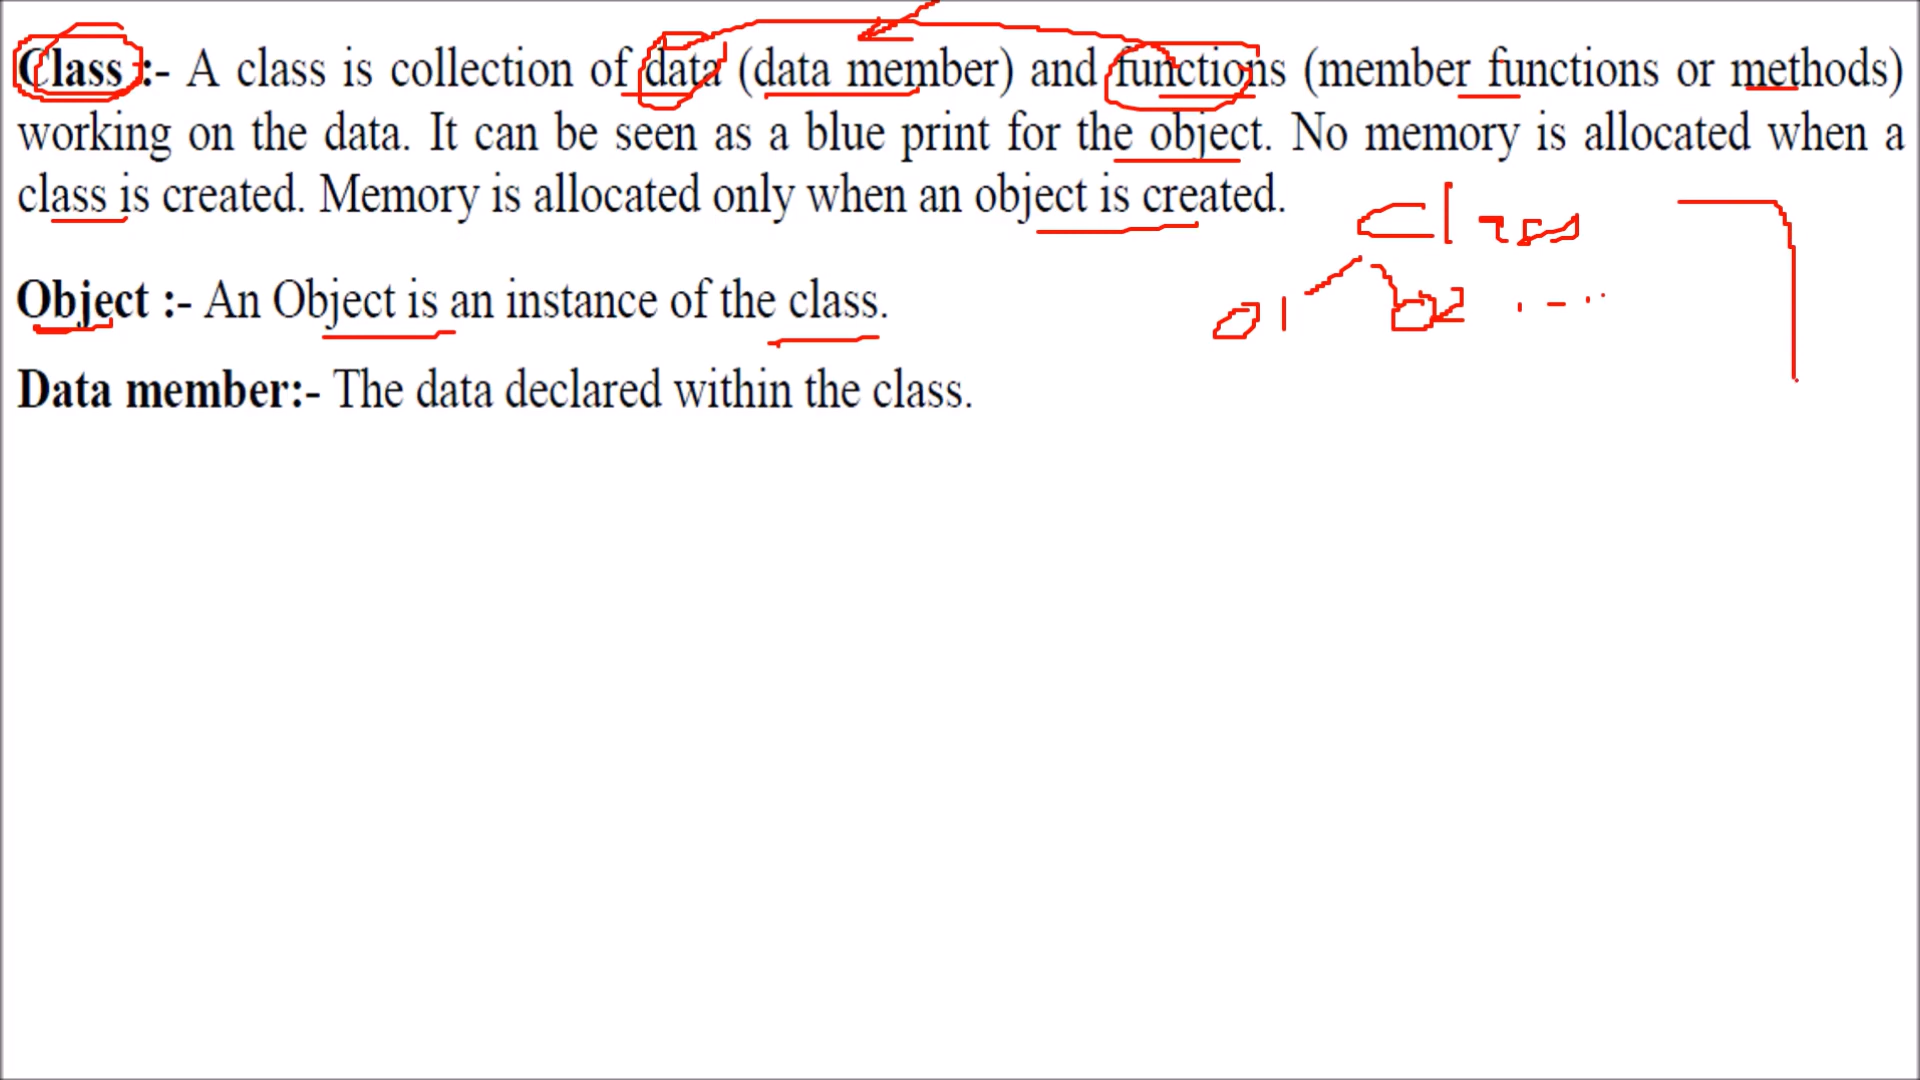 Class :- A class is collection of data (data member) and functions (member functions or methods)
working on the data. It can be seen as a blue print for the object. No memory is allocated when a
class is created. Memory is allocated only when an object is created.
class
o1 o2 . - . .
Object :- An Object is an instance of the class.
Data member:- The data declared within the class.